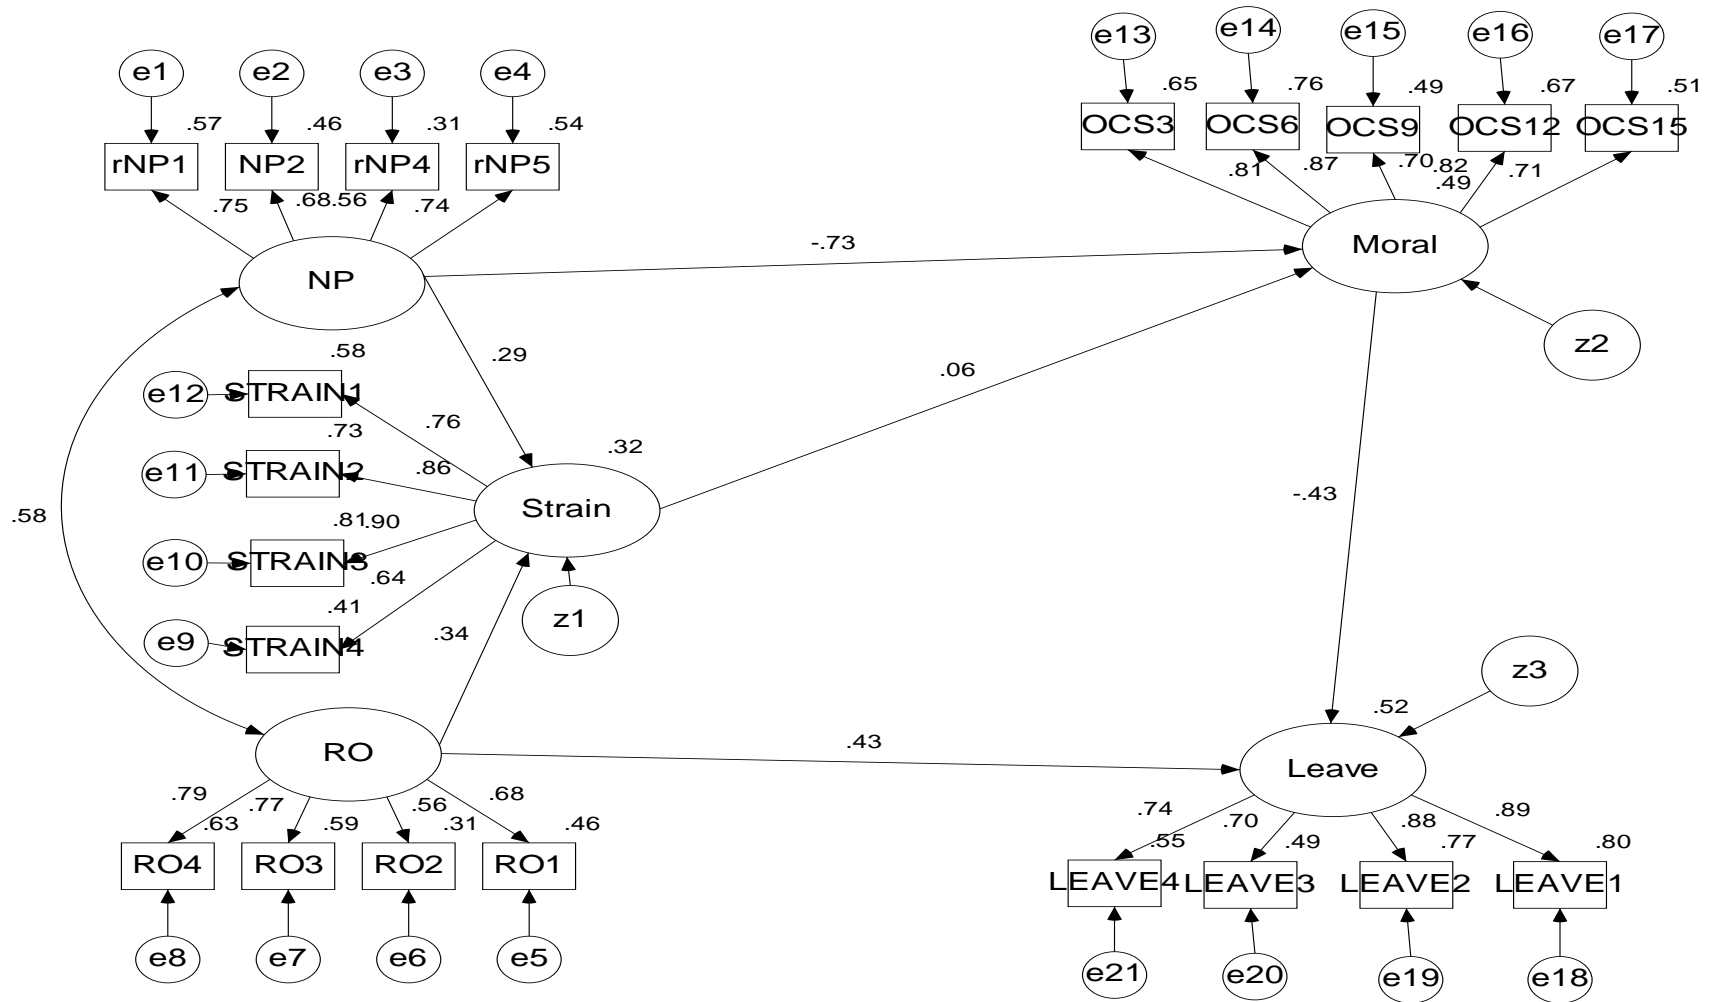 e13 e14 e15 e16 e17
e1 e2 e3 e4
.65 .76 .49 .67 .51
.57 .46 .31 .54
OCS3 OCS6 OCS9 OCS12 OCS15
rNP1 NP2 rNP4 rNP5
.81 .87 .70 .82 .71
.49
.75 .68 .56 .74
-.73
Moral
NP
z2
.58
.29
.06
e12 STRAIN1
.76
.73
.32
e11 STRAIN2 .86
-.43
Strain
.58
.81 .90
e10 STRAIN3
.64
.41
z1
.34
e9 STRAIN4
z3
.52
RO
.43
Leave
.79 .77 .56 .68
.74 .70 .88 .89
.63 .59 .31 .46
.55 .49 .77 .80
RO4 RO3 RO2 RO1
LEAVE4 LEAVE3 LEAVE2 LEAVE1
e8 e7 e6 e5
e21 e20 e19 e18